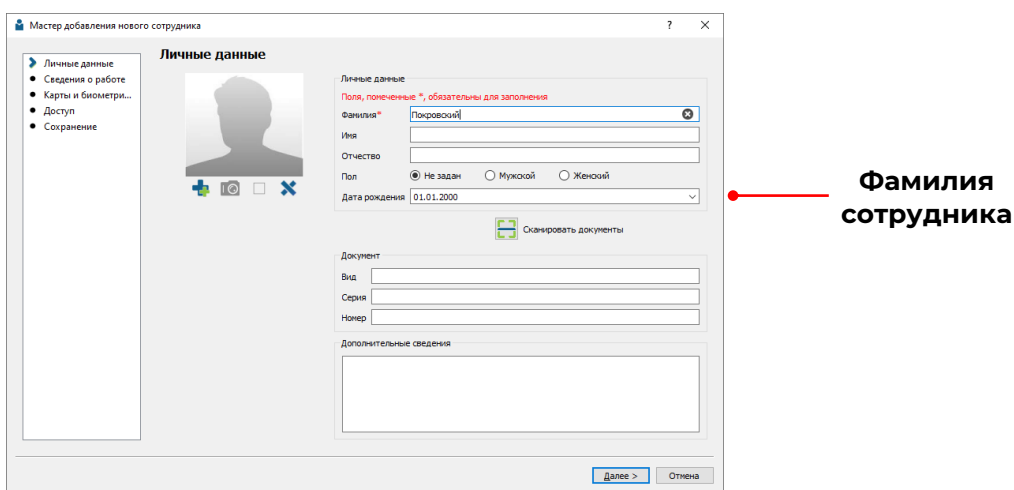 Мастер добавления нового сотрудника
?
Личные данные
Сведения о работе
Карты и биометри...
Доступ
Сохранение
Личные данные
Личные данные
Поля, помеченные *, обязательны для заполнения
Фамилия*
Покровский
Имя
Отчество
Пол
Не задан
Мужской
Женский
Дата рождения
01.01.2000
Сканировать документы
Документ
Вид
Серия
Номер
Дополнительные сведения
Далее >
Отмена
Фамилия
сотрудника